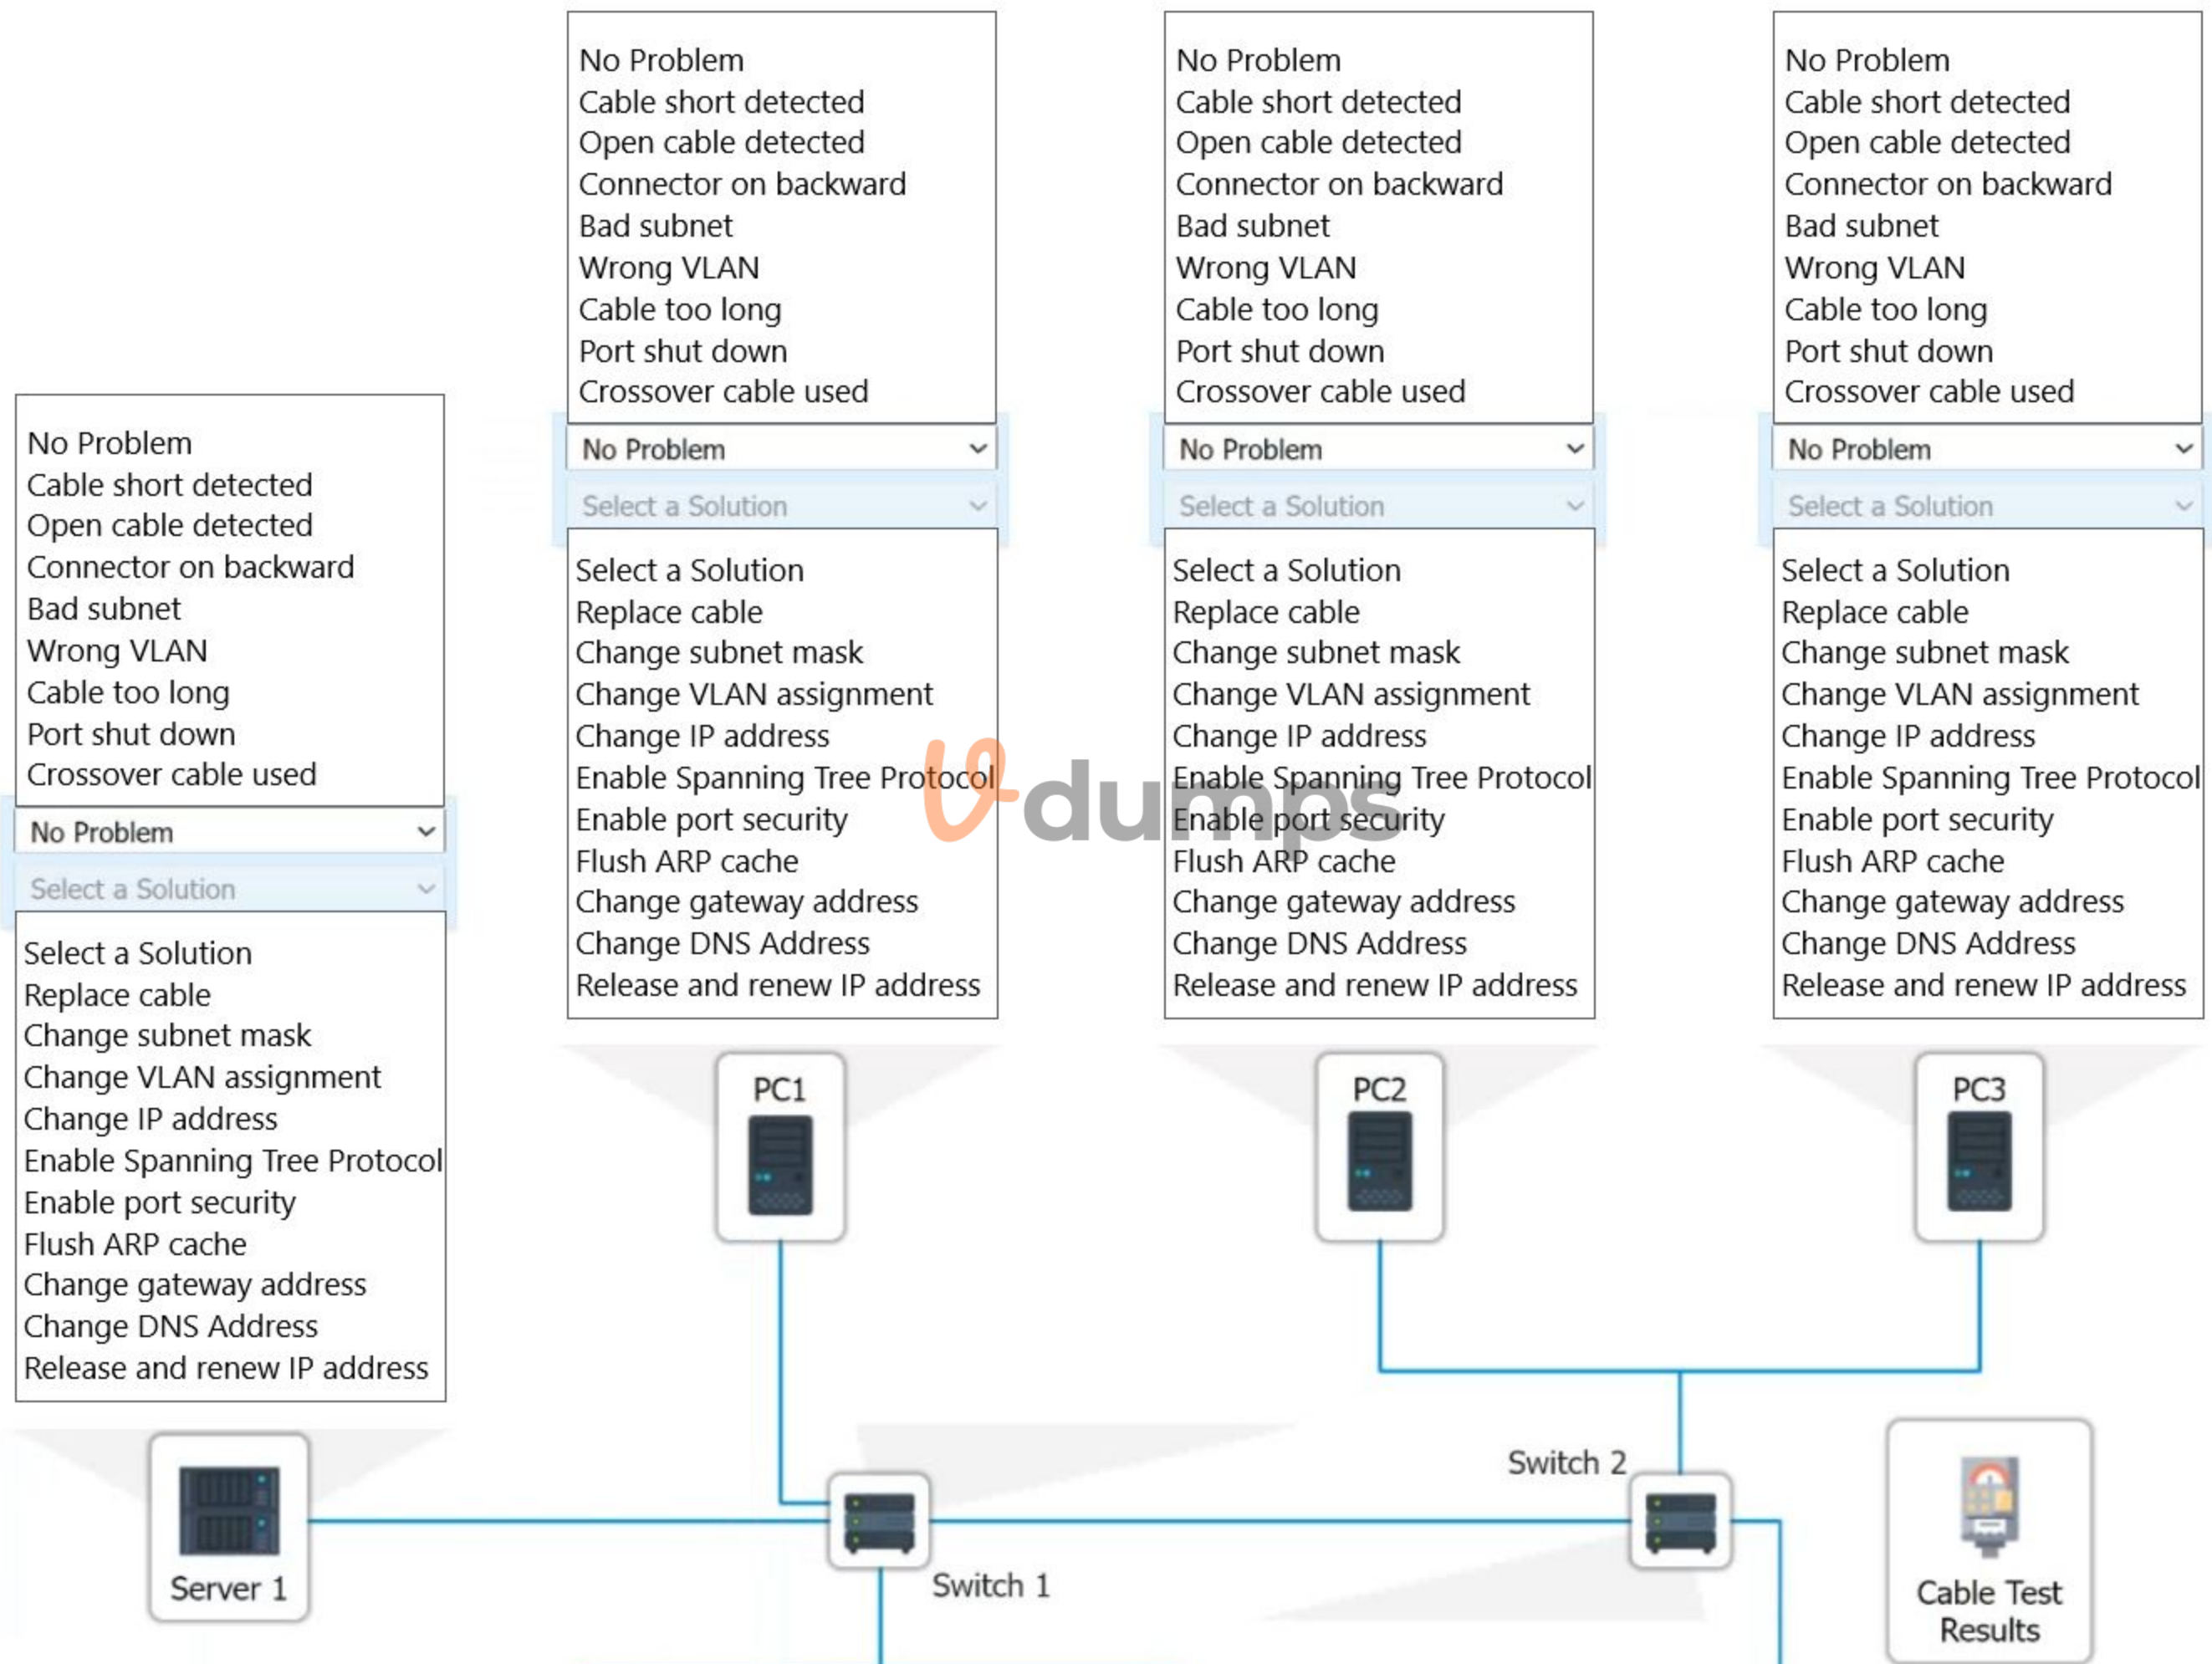 No Problem
Cable short detected
Open cable detected
Connector on backward
Bad subnet
Wrong VLAN
Cable too long
Port shut down
Crossover cable used
No Problem
Select a Solution
Select a Solution
Replace cable
Change subnet mask
Change VLAN assignment
Change IP address
Enable Spanning Tree Protocol
Enable port security
Flush ARP cache
Change gateway address
Change DNS Address
Release and renew IP address
Server 1
No Problem
Cable short detected
Open cable detected
Connector on backward
Bad subnet
Wrong VLAN
Cable too long
Port shut down
Crossover cable used
No Problem
Select a Solution
Select a Solution
Replace cable
Change subnet mask
Change VLAN assignment
Change IP address
Enable Spanning Tree Protocol
Enable port security
Flush ARP cache
Change gateway address
Change DNS Address
Release and renew IP address
PC1
No Problem
Cable short detected
Open cable detected
Connector on backward
Bad subnet
Wrong VLAN
Cable too long
Port shut down
Crossover cable used
No Problem
Select a Solution
Select a Solution
Replace cable
Change subnet mask
Change VLAN assignment
Change IP address
Enable Spanning Tree Protocol
Enable port security
Flush ARP cache
Change gateway address
Change DNS Address
Release and renew IP address
PC2
No Problem
Cable short detected
Open cable detected
Connector on backward
Bad subnet
Wrong VLAN
Cable too long
Port shut down
Crossover cable used
No Problem
Select a Solution
Select a Solution
Replace cable
Change subnet mask
Change VLAN assignment
Change IP address
Enable Spanning Tree Protocol
Enable port security
Flush ARP cache
Change gateway address
Change DNS Address
Release and renew IP address
PC3
Vdumps
Switch 1
Switch 2
Cable Test
Results